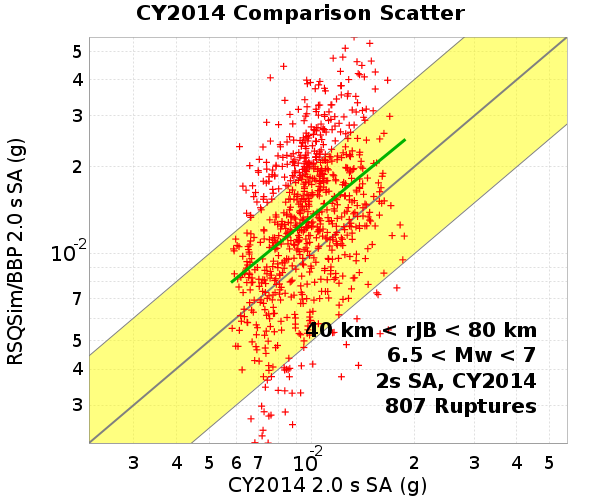 CY2014 Comparison Scatter
RSQSim/BBP 2.0 s SA (g)
5
4
3
2
10-2
7
5
4
3
40 km < rJB < 80 km
6.5 < Mw < 7
2s SA, CY2014
807 Ruptures
3 4 5 6 7 10-2 2 3 4 5
CY2014 2.0 s SA (g)